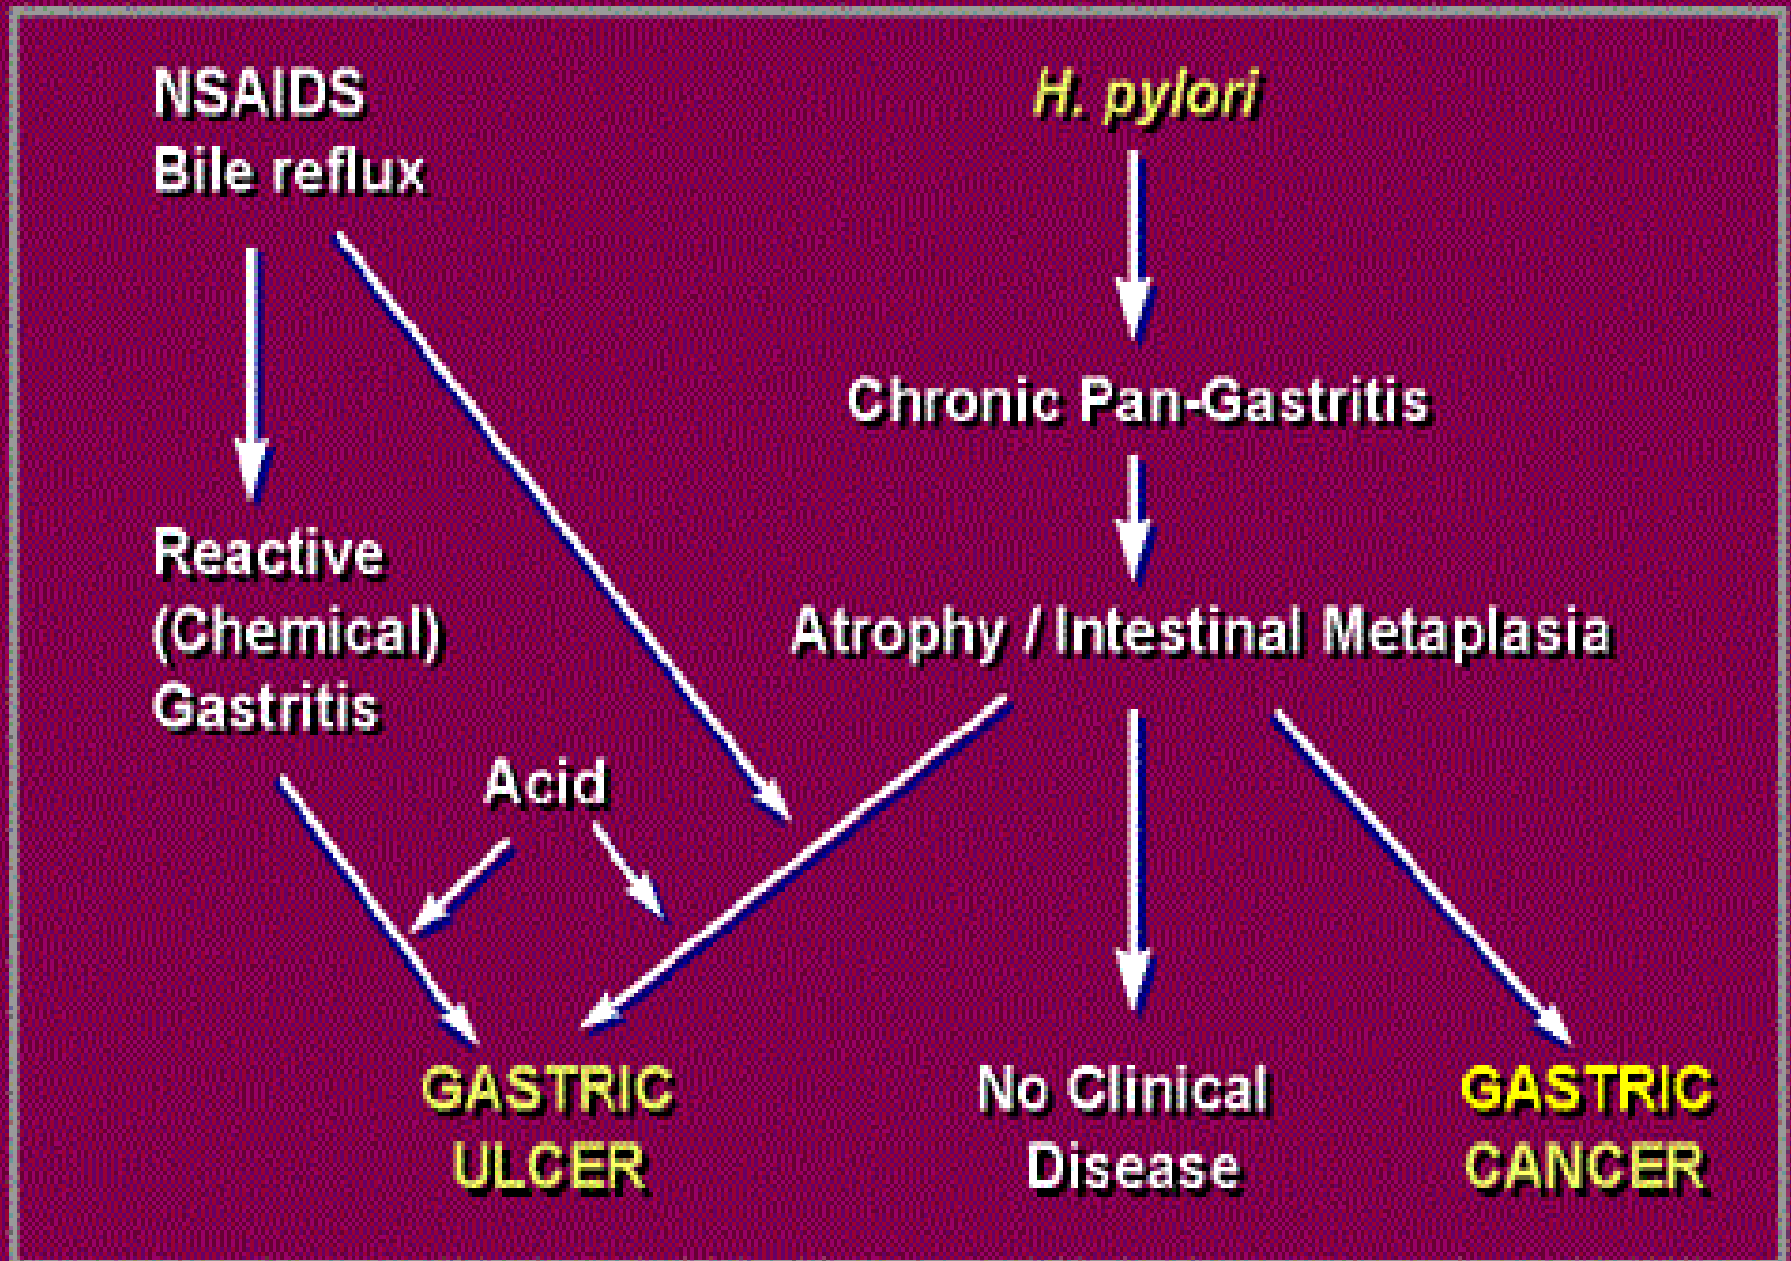 NSAIDS
Bile reflux
H. pylori
Chronic Pan-Gastritis
Reactive
(Chemical)
Gastritis
Atrophy / Intestinal Metaplasia
Acid
GASTRIC
ULCER
No Clinical
Disease
GASTRIC
CANCER